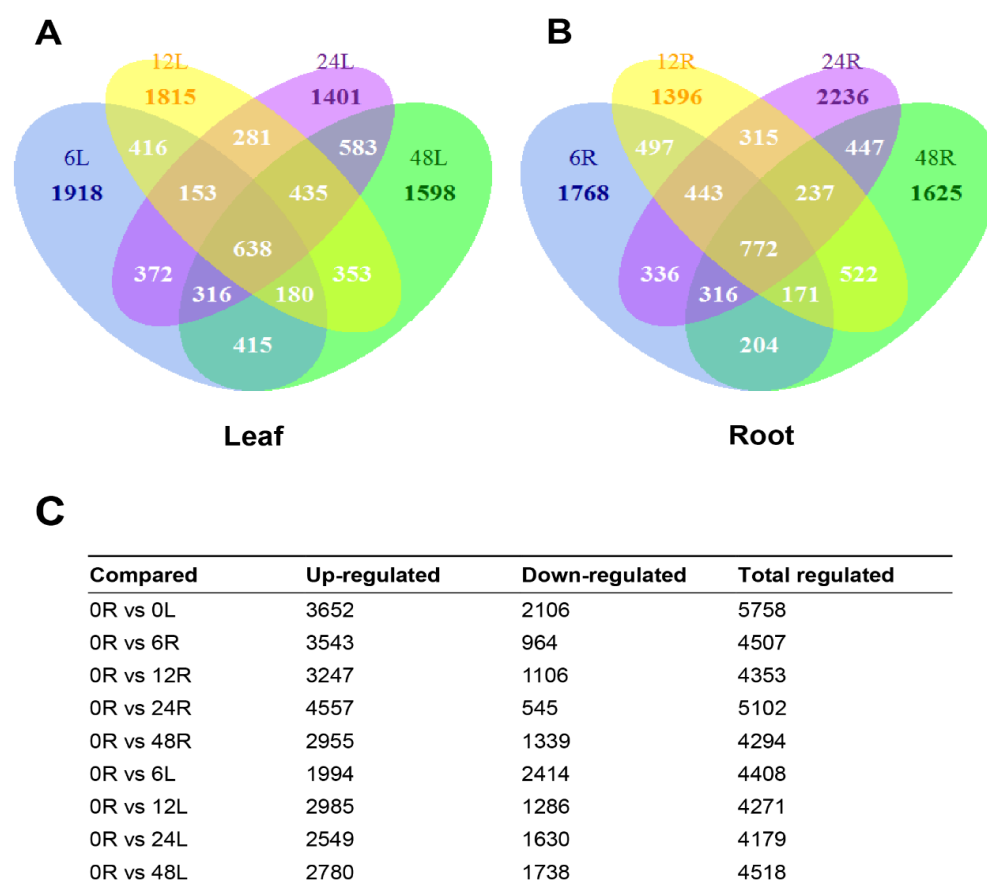 A
B
12L
24L
1815
1401
6L
1918
48L
1598
416
281
583
153
435
638
372
353
316
180
415
Leaf
12R
24R
1396
2236
6R
1768
48R
1625
497
315
447
443
237
772
336
522
316
171
204
Root
C
Compared Up-regulated Down-regulated Total regulated
0R vs 0L 3652 2106 5758
0R vs 6R 3543 964 4507
0R vs 12R 3247 1106 4353
0R vs 24R 4557 545 5102
0R vs 48R 2955 1339 4294
0R vs 6L 1994 2414 4408
0R vs 12L 2985 1286 4271
0R vs 24L 2549 1630 4179
0R vs 48L 2780 1738 4518